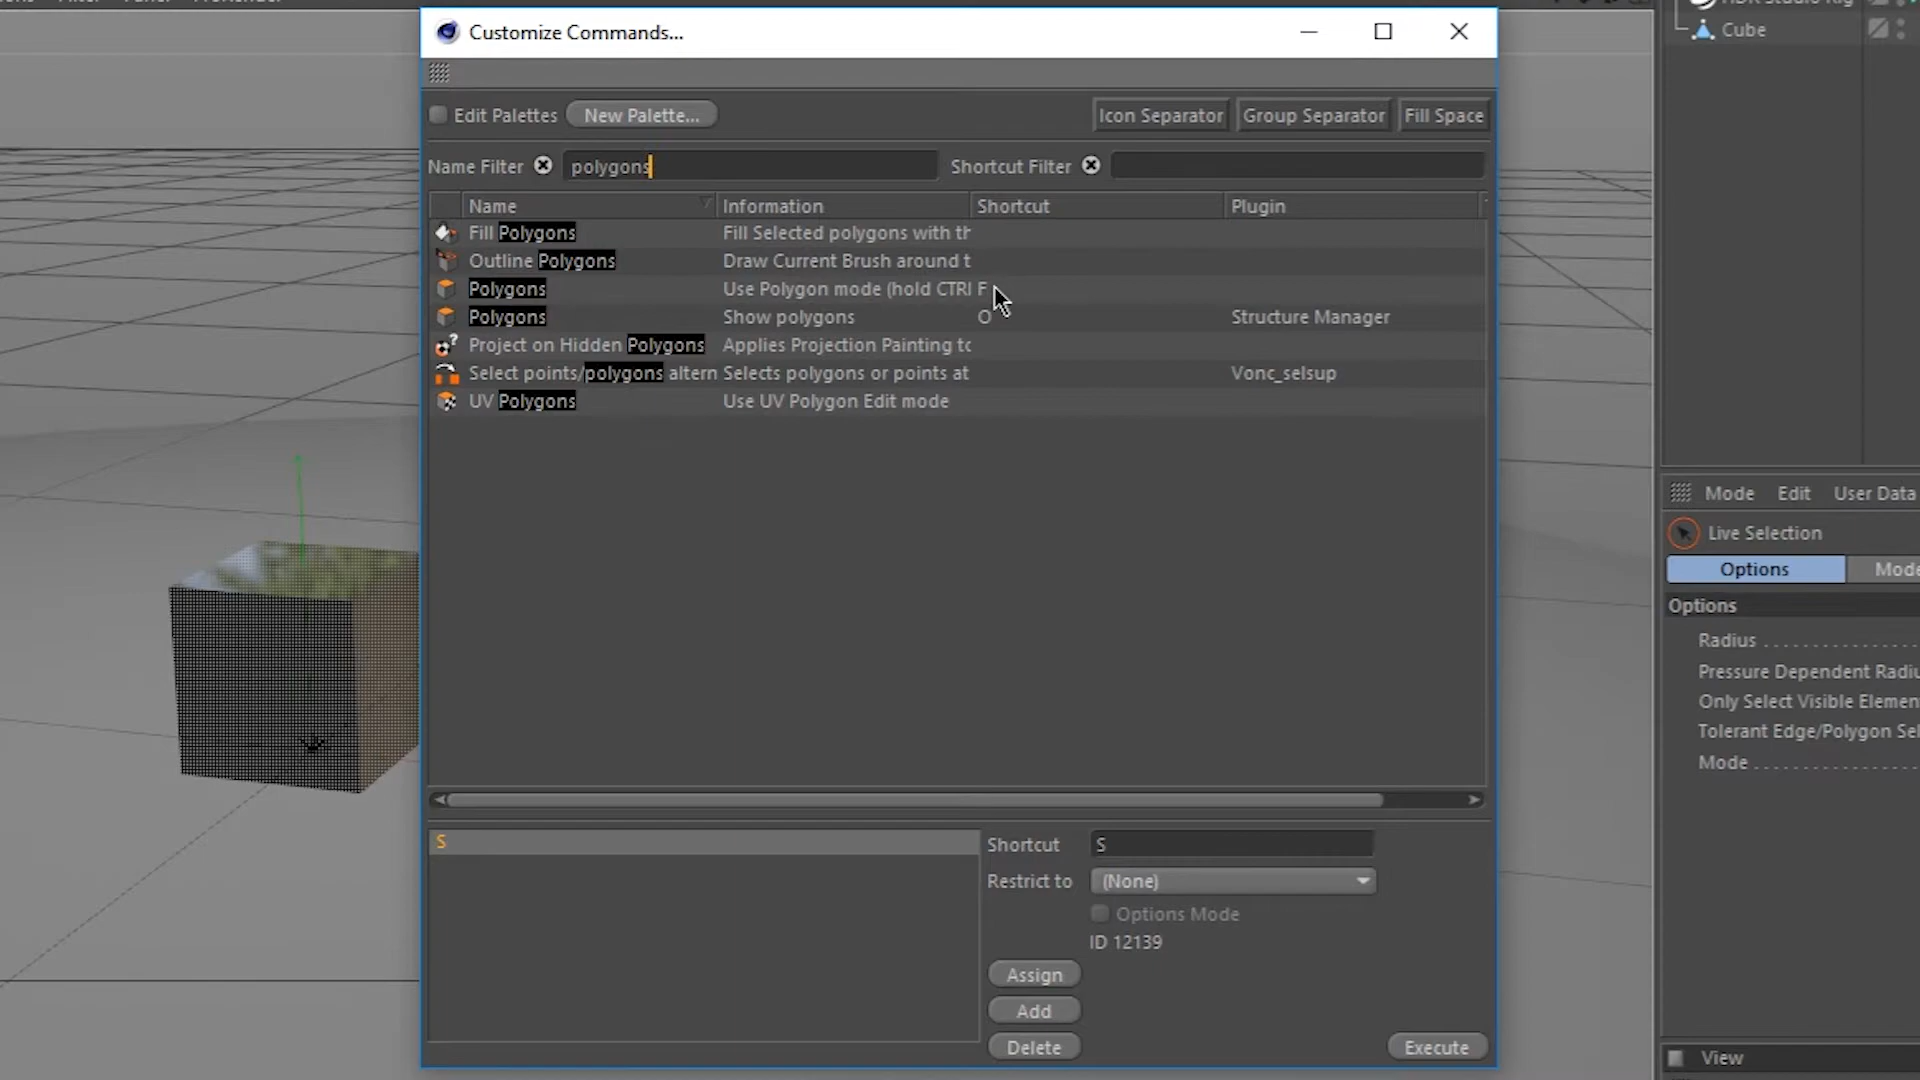 Customize Commands...
Edit Palettes New Palette... Icon Separator Group Separator Fill Space
Name Filter polygons Shortcut Filter
Name Information Shortcut Plugin
Fill Polygons Fill Selected polygons with th
Outline Polygons Draw Current Brush around t
Polygons Use Polygon mode (hold CTRl F
Polygons Show polygons O Structure Manager
Project on Hidden Polygons Applies Projection Painting to
Select points/polygons altern Selects polygons or points at Vonc_selsup
UV Polygons Use UV Polygon Edit mode
S
Shortcut S
Restrict to (None)
Options Mode
ID 12139
Assign
Add
Delete
Execute
Cube
Mode Edit User Data
Live Selection
Options Mode
Options
Radius
Pressure Dependent Radiu
Only Select Visible Elemen
Tolerant Edge/Polygon Sel
Mode
View